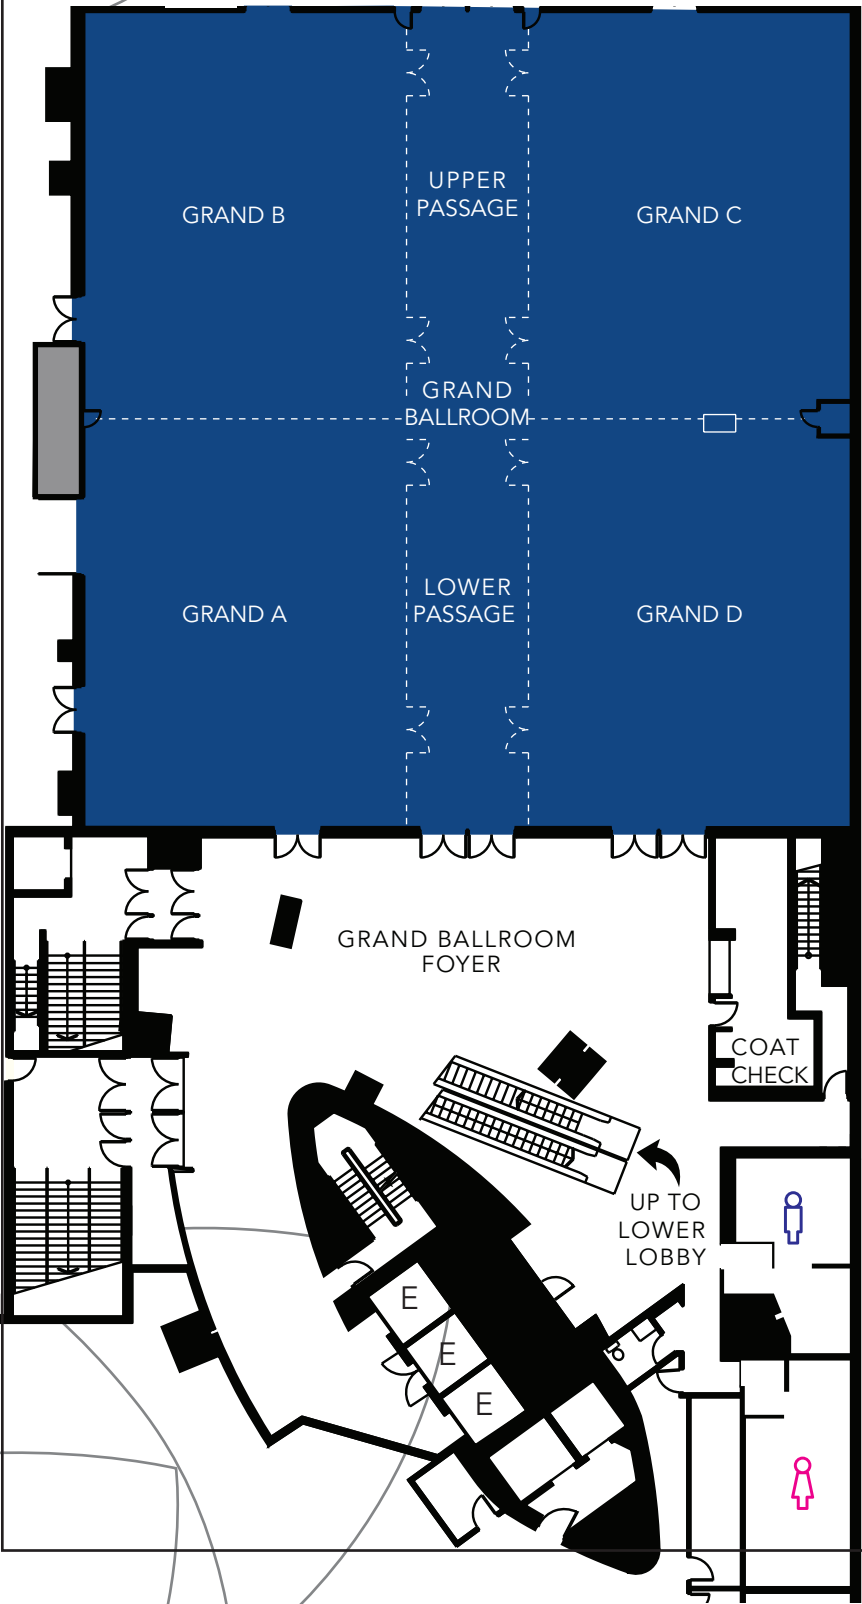 UPPER
PASSAGE
GRAND B
GRAND C
GRAND
BALLROOM
LOWER
PASSAGE
GRAND A
GRAND D
GRAND BALLROOM
FOYER
COAT
CHECK
UP TO
LOWER
LOBBY
E
E
E